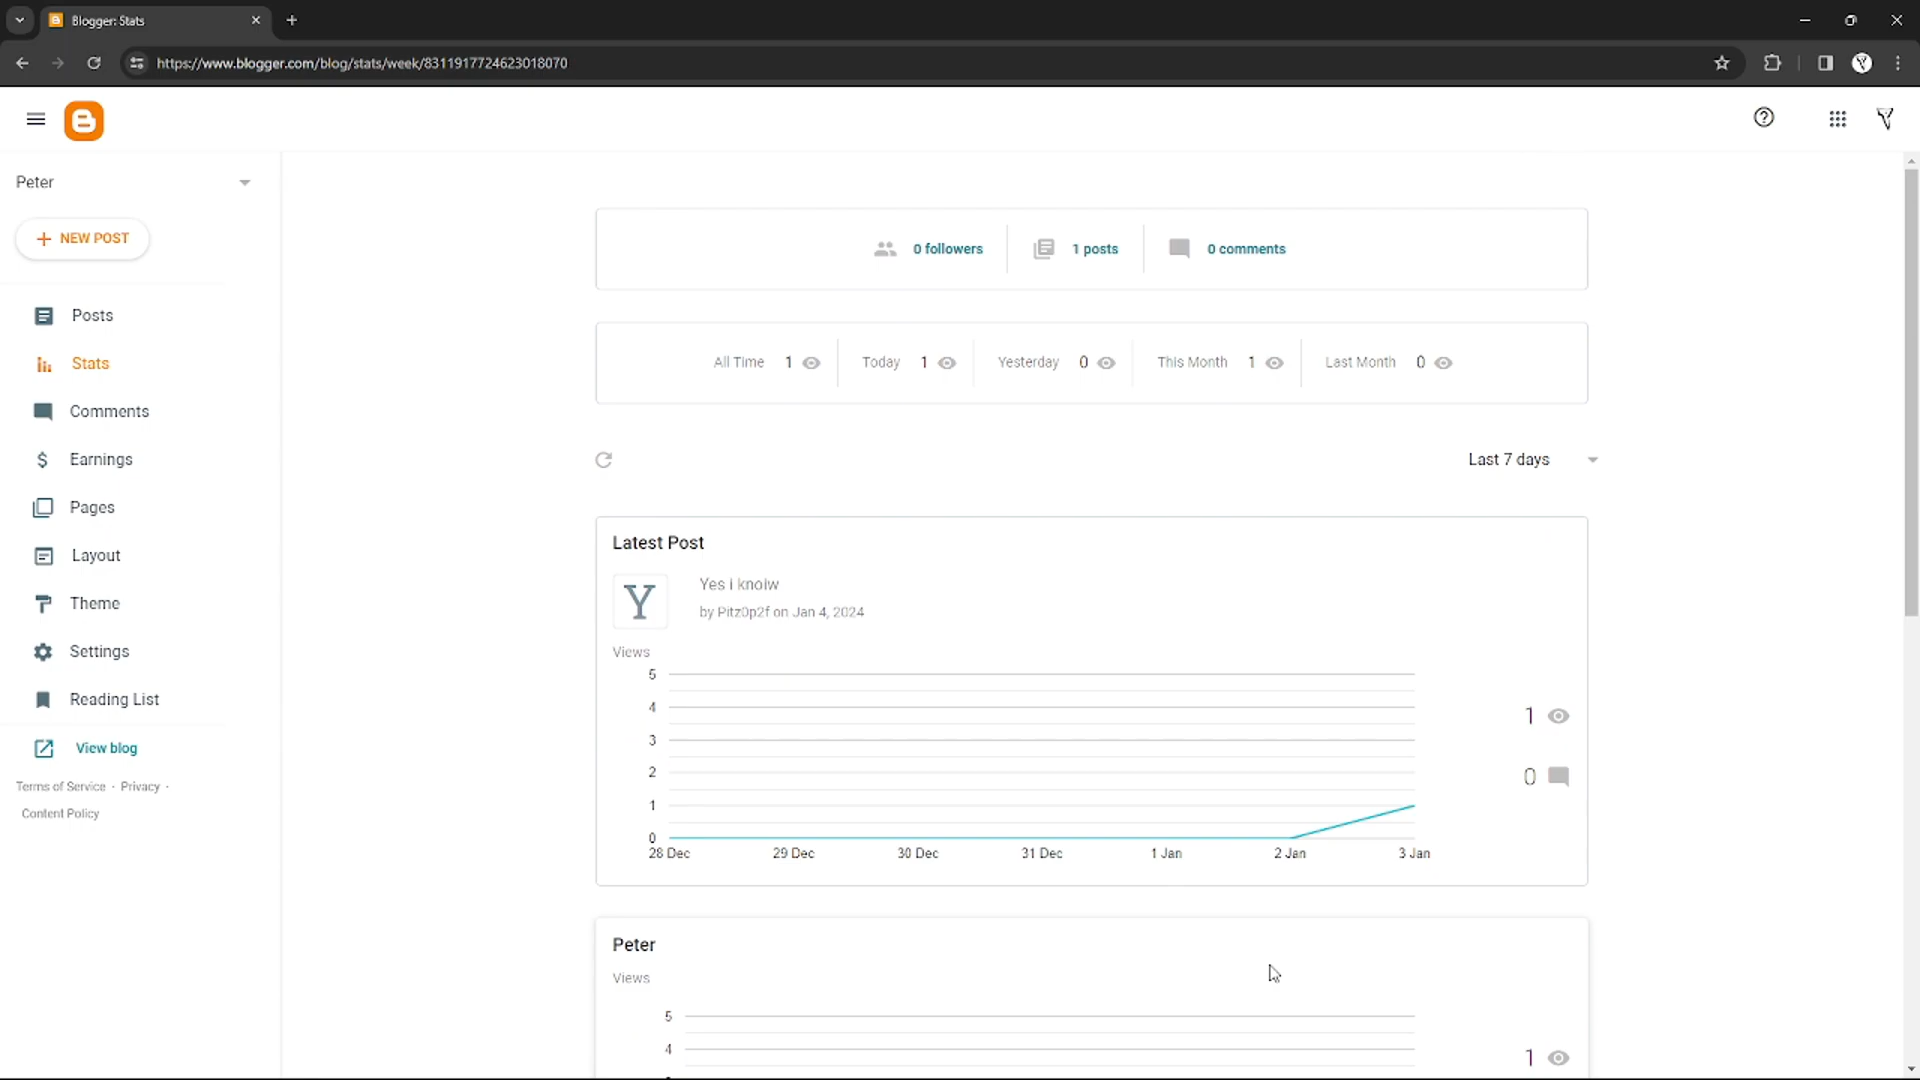 Blogger: Stats
https://www.blogger.com/blog/stats/week/8311917724623018070
Peter
NEW POST
Posts
Stats
Comments
Earnings
Pages
Layout
Theme
Settings
Reading List
View blog
Terms of Service · Privacy ·
Content Policy
0 followers 1 posts 0 comments
All Time 1 Today 1 Yesterday 0 This Month 1 Last Month 0
Last 7 days
Latest Post
Y
Yes i knoiw
by Pitz0p2f on Jan 4, 2024
Views
5
4
3
2
1
0
28 Dec 29 Dec 30 Dec 31 Dec 1 Jan 2 Jan 3 Jan
1
0
Peter
Views
5
4
1